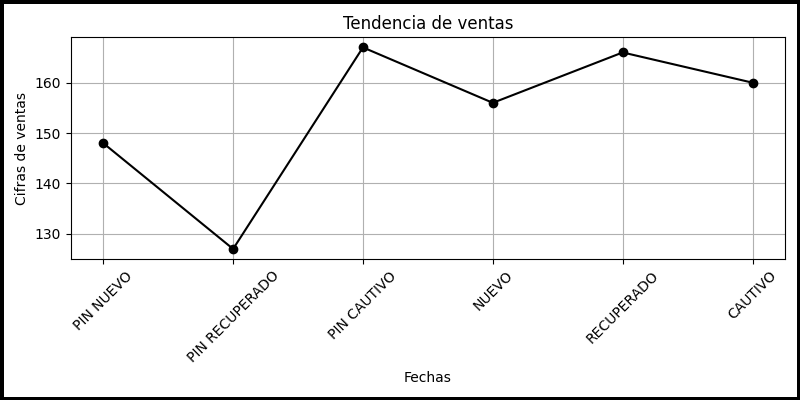 Tendencia de ventas
Cifras de ventas
160
150
140
130
PIN NUEVO
PIN RECUPERADO
PIN CAUTIVO
NUEVO
RECUPERADO
CAUTIVO
Fechas